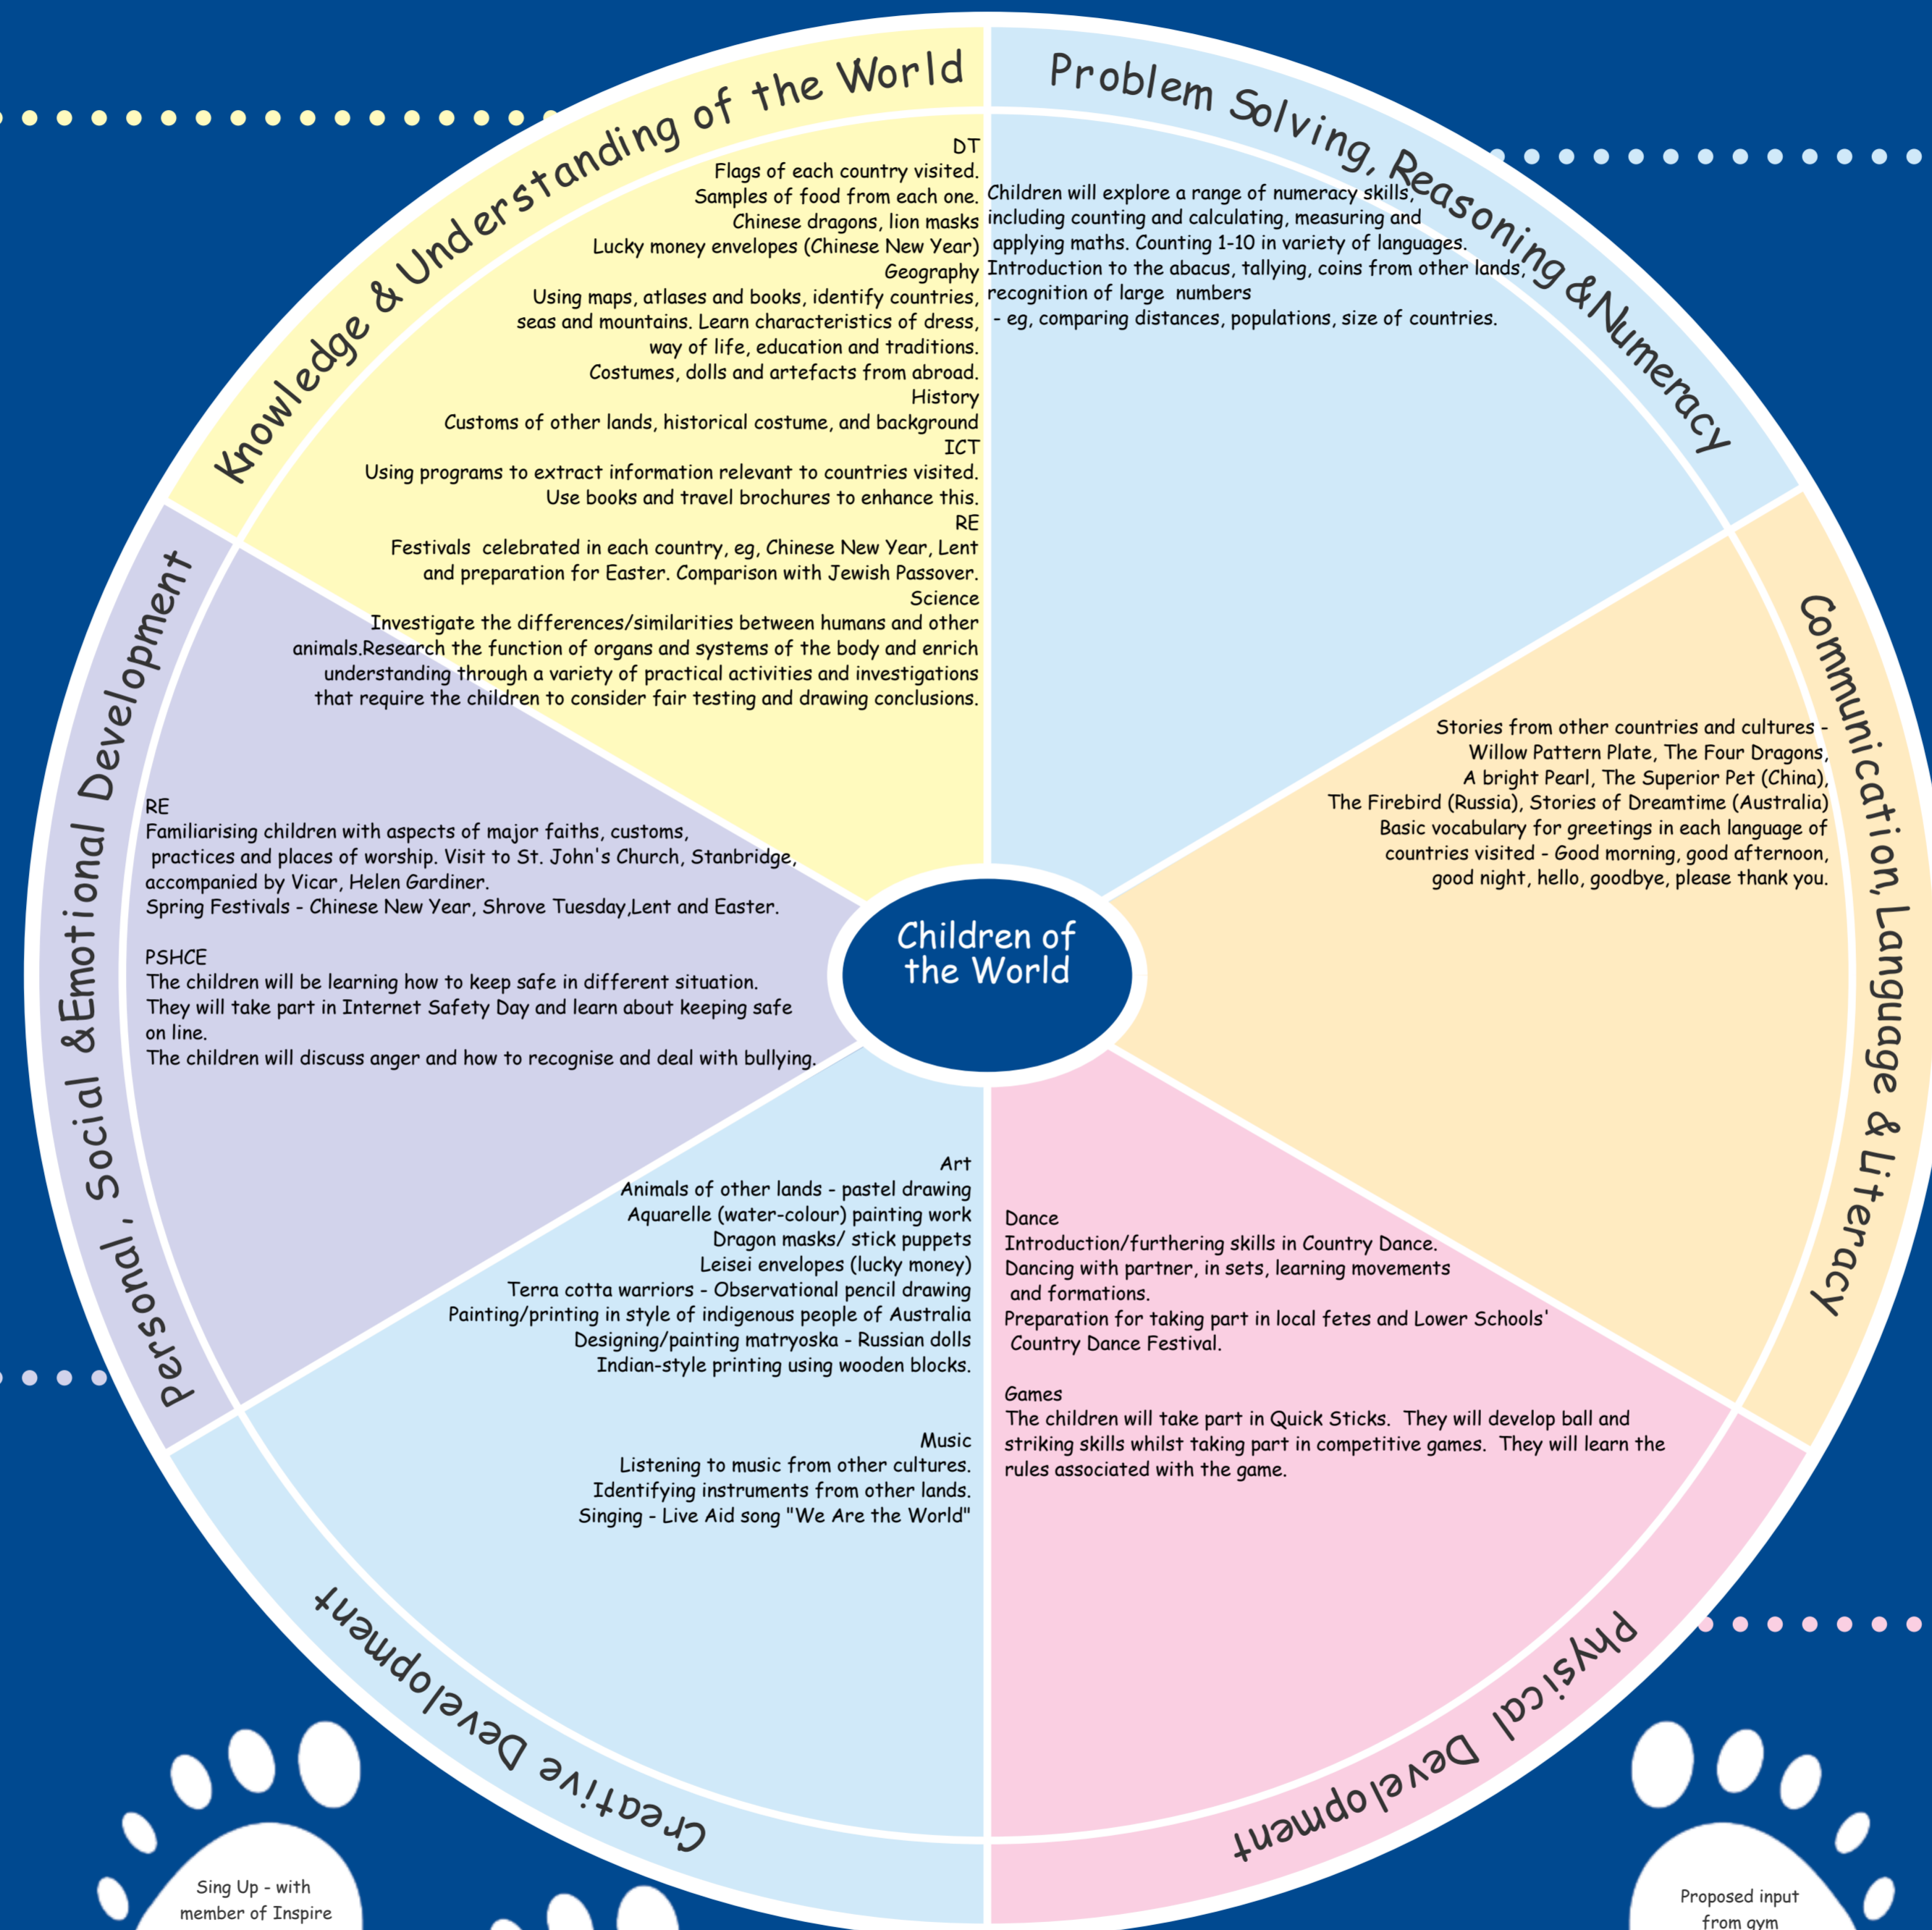 Knowledge & Understanding of the World
DT
Flags of each country visited.
Samples of food from each one.
Chinese dragons, lion masks
Lucky money envelopes (Chinese New Year)
Geography
Using maps, atlases and books, identify countries,
seas and mountains. Learn characteristics of dress,
way of life, education and traditions.
Costumes, dolls and artefacts from abroad.
History
Customs of other lands, historical costume, and background
ICT
Using programs to extract information relevant to countries visited.
Use books and travel brochures to enhance this.
RE
Festivals  celebrated in each country, eg, Chinese New Year, Lent
and preparation for Easter. Comparison with Jewish Passover.
Science
Investigate the differences/similarities between humans and other
animals.Research the function of organs and systems of the body and enrich
understanding through a variety of practical activities and investigations
that require the children to consider fair testing and drawing conclusions.
Problem Solving, Reasoning &Numeracy
Children will explore a range of numeracy skills,
including counting and calculating, measuring and
applying maths. Counting 1-10 in variety of languages.
Introduction to the abacus, tallying, coins from other lands,
recognition of large  numbers
- eg, comparing distances, populations, size of countries.
Communication, Language & Literacy
Stories from other countries and cultures -
Willow Pattern Plate, The Four Dragons,
A bright Pearl, The Superior Pet (China),
The Firebird (Russia), Stories of Dreamtime (Australia)
Basic vocabulary for greetings in each language of
countries visited - Good morning, good afternoon,
good night, hello, goodbye, please thank you.
Personal, Social &Emotional Development
RE
Familiarising children with aspects of major faiths, customs,
practices and places of worship. Visit to St. John's Church, Stanbridge,
accompanied by Vicar, Helen Gardiner.
Spring Festivals - Chinese New Year, Shrove Tuesday,Lent and Easter.
PSHCE
The children will be learning how to keep safe in different situation.
They will take part in Internet Safety Day and learn about keeping safe
on line.
The children will discuss anger and how to recognise and deal with bullying.
Children of
the World
Art
Animals of other lands - pastel drawing
Aquarelle (water-colour) painting work
Dragon masks/ stick puppets
Leisei envelopes (lucky money)
Terra cotta warriors - Observational pencil drawing
Painting/printing in style of indigenous people of Australia
Designing/painting matryoska - Russian dolls
Indian-style printing using wooden blocks.
Music
Listening to music from other cultures.
Identifying instruments from other lands.
Singing - Live Aid song "We Are the World"
Creative Development
Dance
Introduction/furthering skills in Country Dance.
Dancing with partner, in sets, learning movements
and formations.
Preparation for taking part in local fetes and Lower Schools'
Country Dance Festival.
Games
The children will take part in Quick Sticks.  They will develop ball and
striking skills whilst taking part in competitive games.  They will learn the
rules associated with the game.
Physical Development
Sing Up - with
member of Inspire
Proposed input
from gym